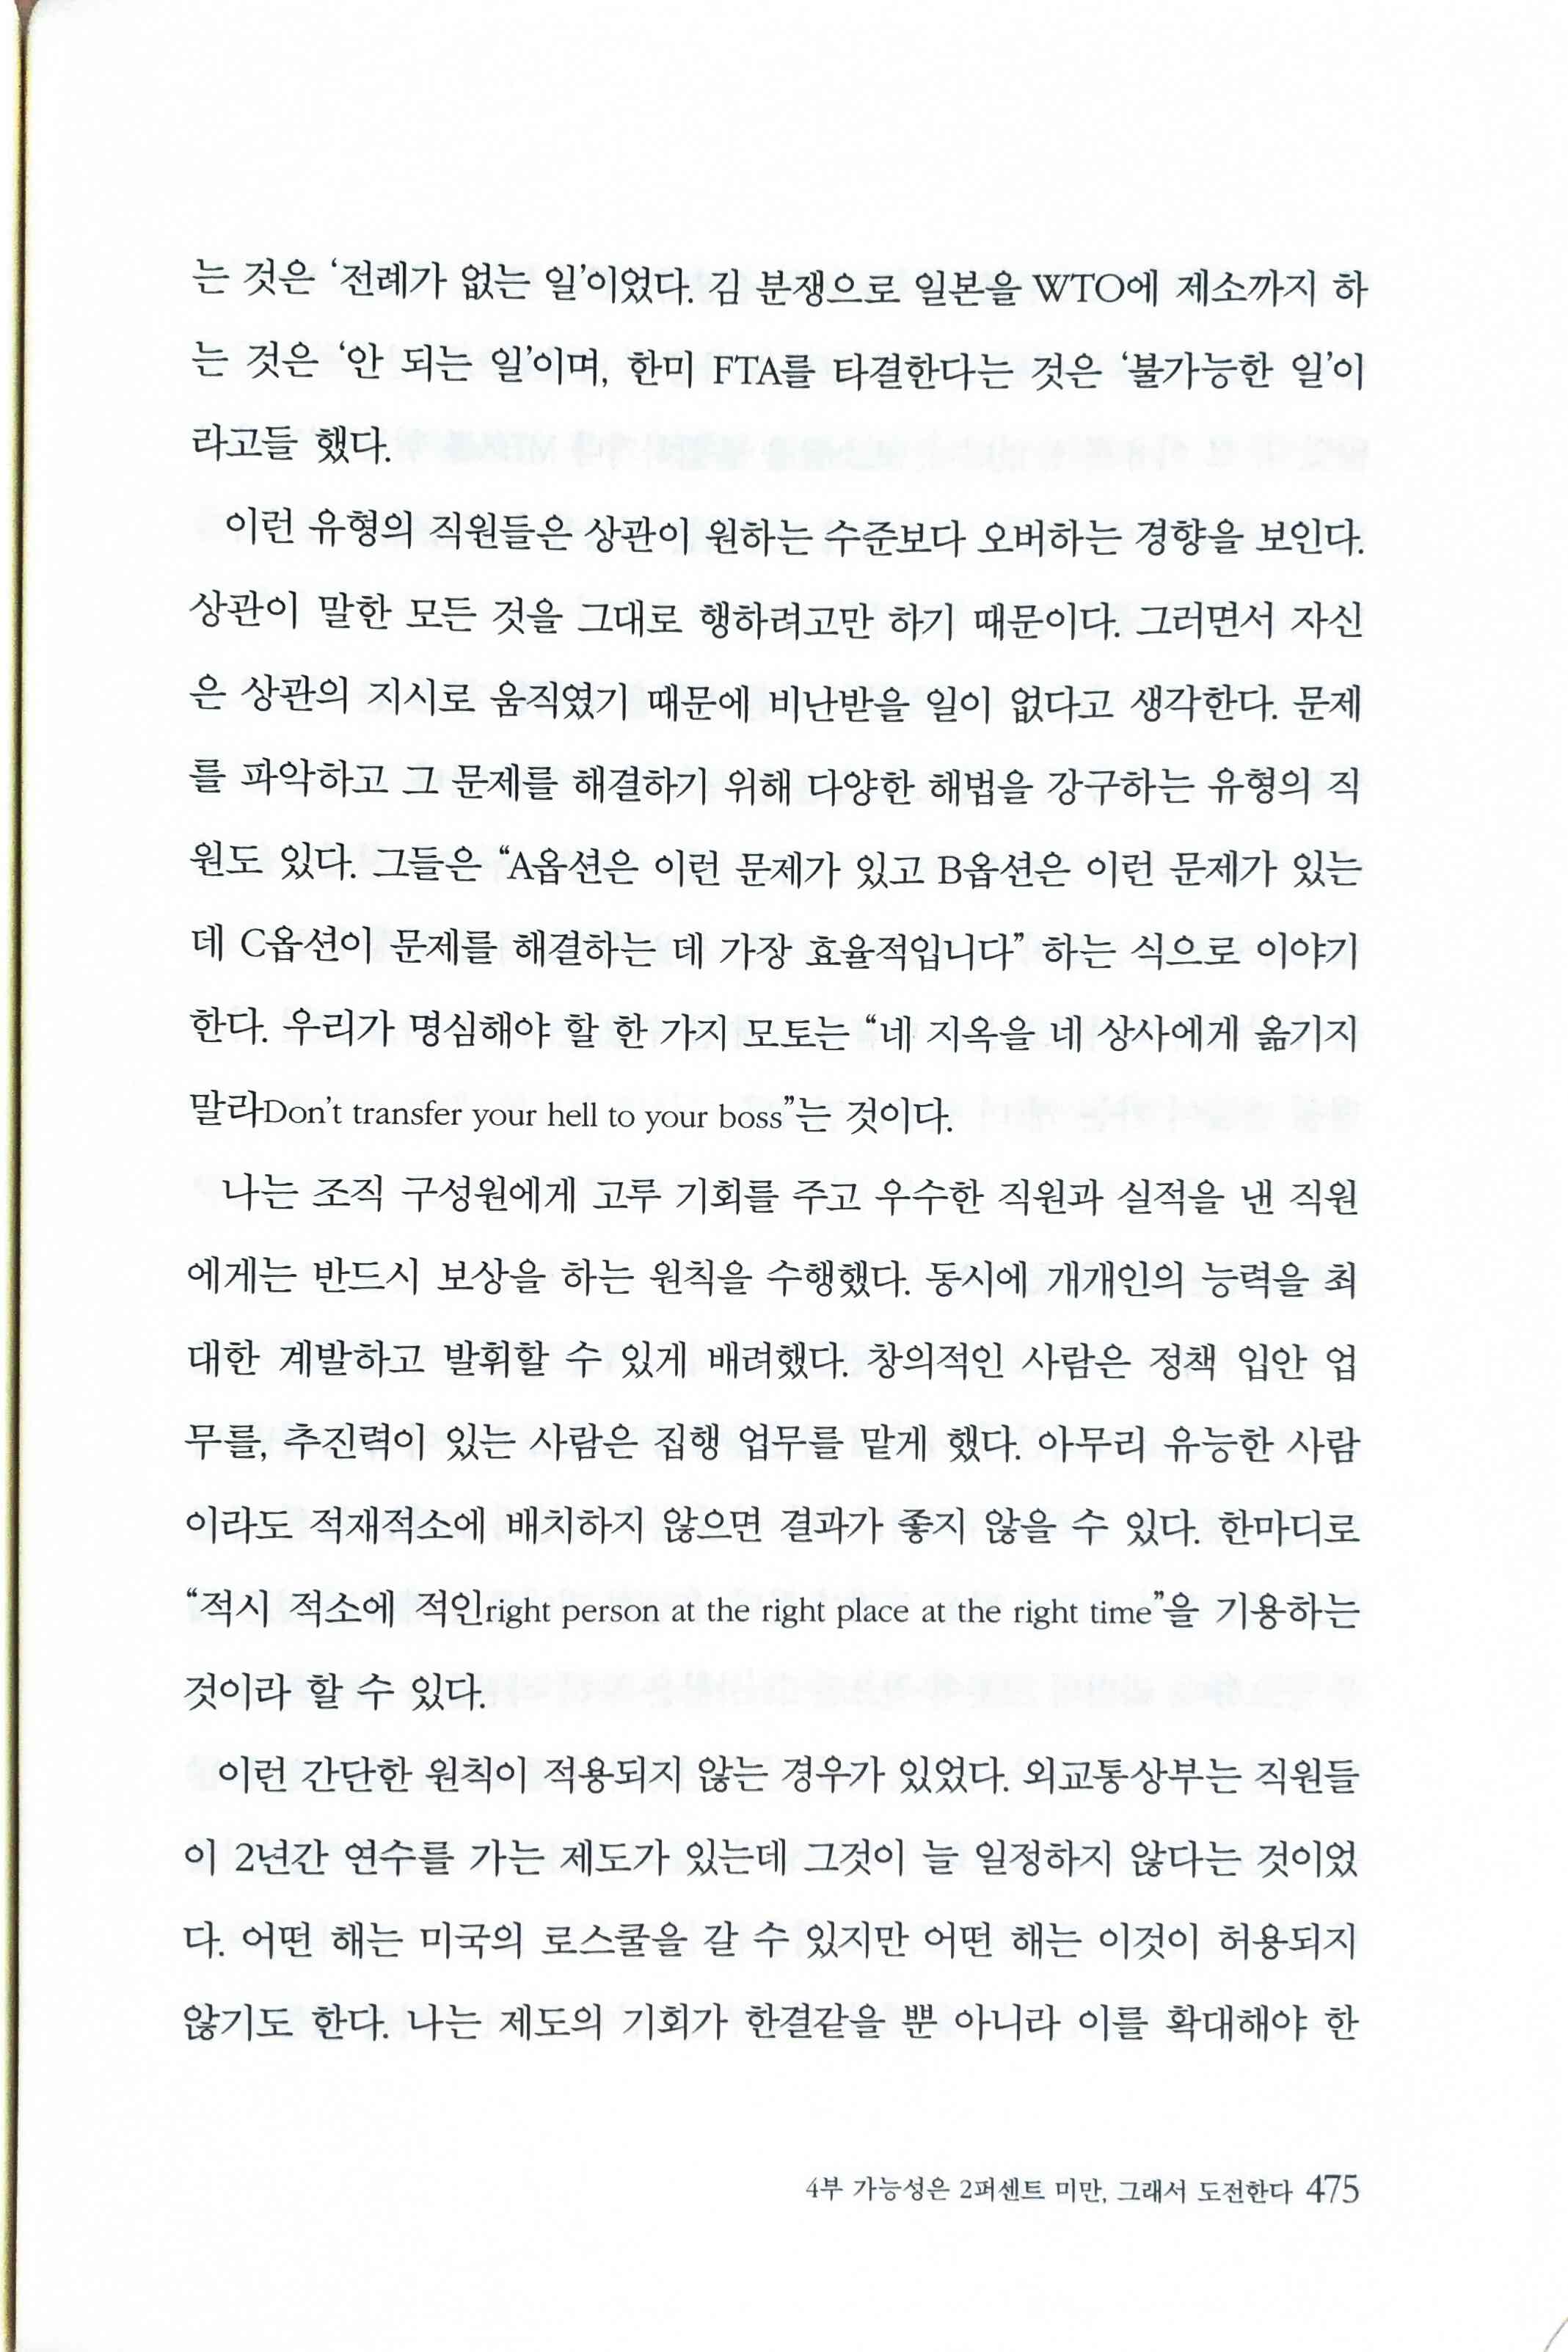 는 것은 ‘전례가 없는 일’이었다. 김 분쟁으로 일본을 WTO에 제소까지 하
는 것은 ‘안 되는 일’이며, 한미 FTA를 타결한다는 것은 ‘불가능한 일’이
라고들 했다.
이런 유형의 직원들은 상관이 원하는 수준보다 오버하는 경향을 보인다.
상관이 말한 모든 것을 그대로 행하려고만 하기 때문이다. 그러면서 자신
은 상관의 지시로 움직였기 때문에 비난받을 일이 없다고 생각한다. 문제
를 파악하고 그 문제를 해결하기 위해 다양한 해법을 강구하는 유형의 직
원도 있다. 그들은 “A옵션은 이런 문제가 있고 B옵션은 이런 문제가 있는
데 C옵션이 문제를 해결하는 데 가장 효율적입니다” 하는 식으로 이야기
한다. 우리가 명심해야 할 한 가지 모토는 “네 지옥을 네 상사에게 옮기지
말라Don’t transfer your hell to your boss”는 것이다.
나는 조직 구성원에게 고루 기회를 주고 우수한 직원과 실적을 낸 직원
에게는 반드시 보상을 하는 원칙을 수행했다. 동시에 개개인의 능력을 최
대한 계발하고 발휘할 수 있게 배려했다. 창의적인 사람은 정책 입안 업
무를, 추진력이 있는 사람은 집행 업무를 맡게 했다. 아무리 유능한 사람
이라도 적재적소에 배치하지 않으면 결과가 좋지 않을 수 있다. 한마디로
“적시 적소에 적인right person at the right place at the right time”을 기용하는
것이라 할 수 있다.
이런 간단한 원칙이 적용되지 않는 경우가 있었다. 외교통상부는 직원들
이 2년간 연수를 가는 제도가 있는데 그것이 늘 일정하지 않다는 것이었
다. 어떤 해는 미국의 로스쿨을 갈 수 있지만 어떤 해는 이것이 허용되지
않기도 한다. 나는 제도의 기회가 한결같을 뿐 아니라 이를 확대해야 한
4부 가능성은 2퍼센트 미만, 그래서 도전한다 475